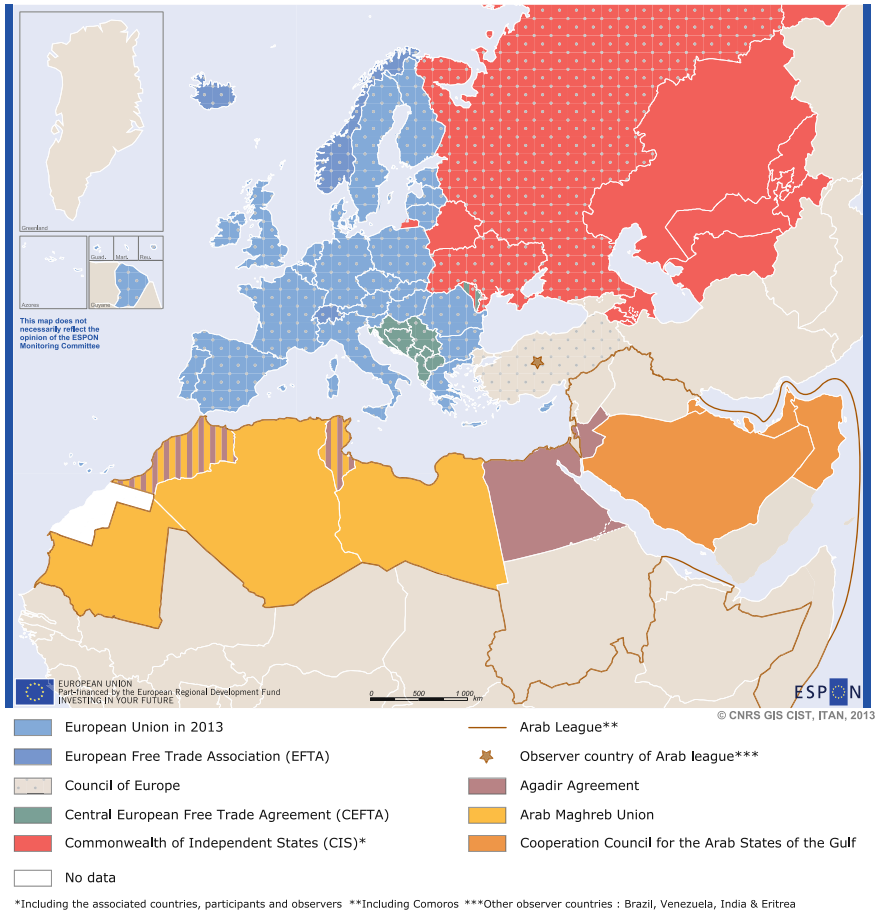 Greenland
Azores
Guad.
Mart.
Reu.
Guyane
This map does not
necessarily reflect the
opinion of the ESPON
Monitoring Committee
EUROPEAN UNION
Part-financed by the European Regional Development Fund
INVESTING IN YOUR FUTURE
0 500 1 000
km
ESPON
© CNRS GIS CIST, ITAN, 2013
European Union in 2013
European Free Trade Association (EFTA)
Council of Europe
Central European Free Trade Agreement (CEFTA)
Commonwealth of Independent States (CIS)*
No data
Arab League**
Observer country of Arab league***
Agadir Agreement
Arab Maghreb Union
Cooperation Council for the Arab States of the Gulf
*Including the associated countries, participants and observers **Including Comoros ***Other observer countries : Brazil, Venezuela, India & Eritrea